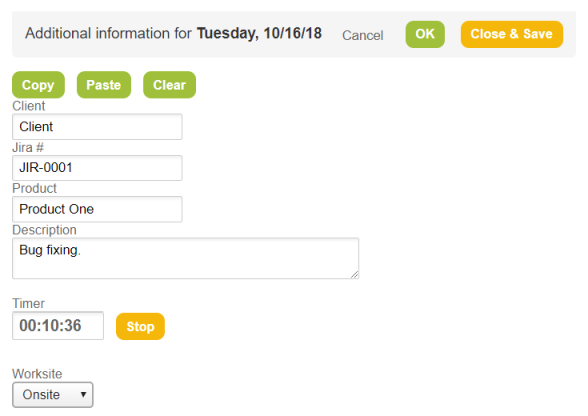 Additional information for Tuesday, 10/16/18 Cancel OK Close & Save
Copy Paste Clear
Client
Client
Jira #
JIR-0001
Product
Product One
Description
Bug fixing.
Timer
00:10:36 Stop
Worksite
Onsite